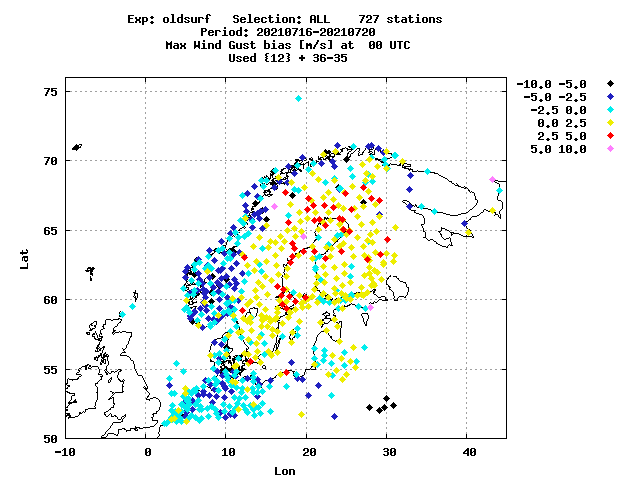 Exp: oldsurf   Selection: ALL    727 stations
Period: 20210716-20210720
Max Wind Gust bias [m/s] at  00 UTC
Used {12} + 36-35
-10.0 -5.0
-5.0 -2.5
-2.5 0.0
0.0 2.5
2.5 5.0
5.0 10.0
75
70
65
60
55
50
Lat
-10 0 10 20 30 40
Lon